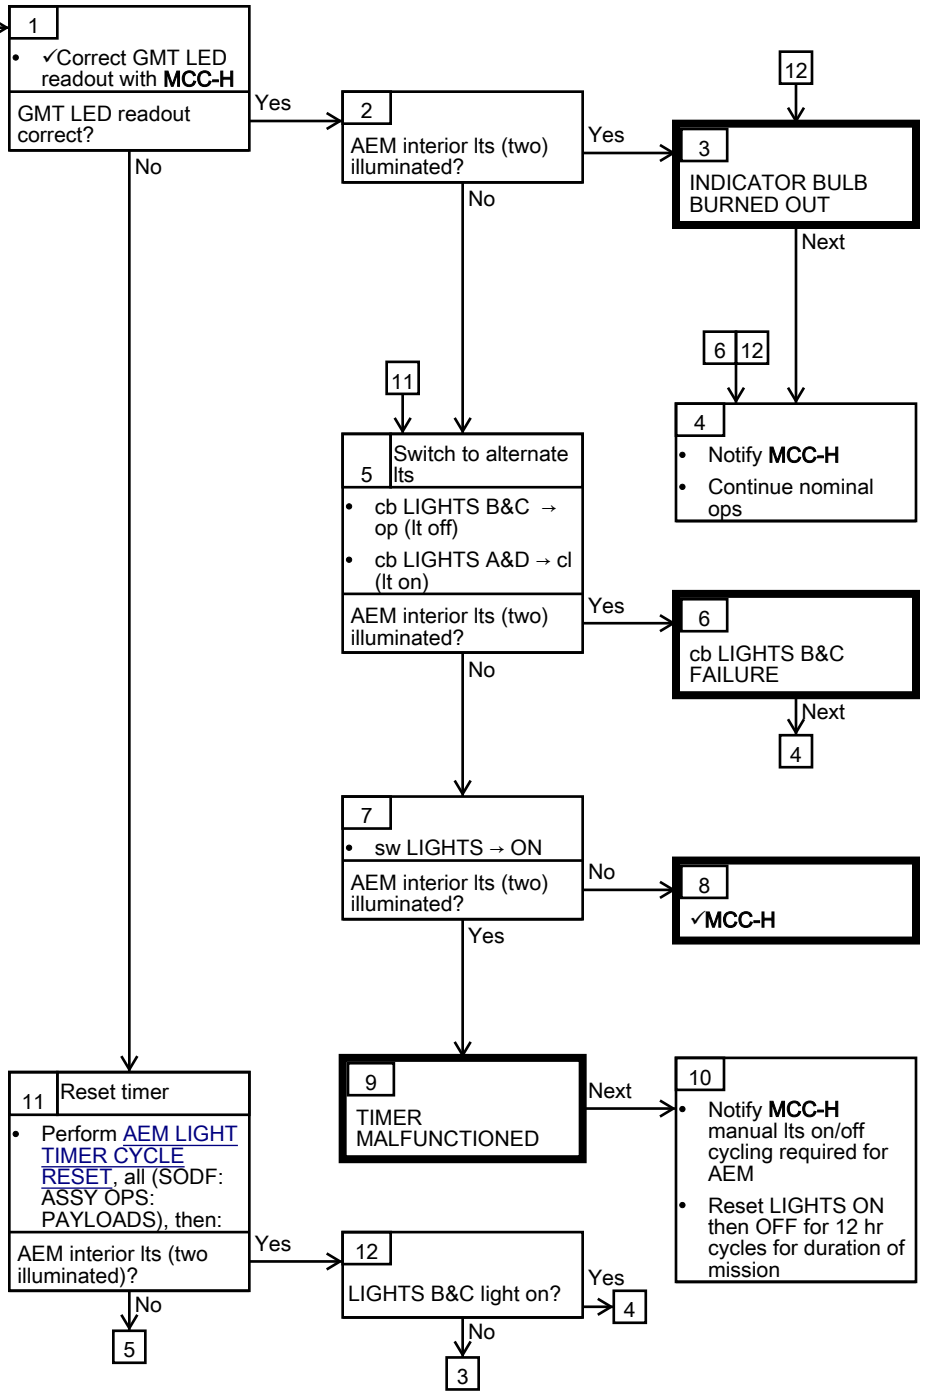 1
• ✓Correct GMT LED
readout with MCC-H
GMT LED readout
correct?
Yes
No
2
AEM interior lts (two)
illuminated?
Yes
No
12
3
INDICATOR BULB
BURNED OUT
Next
6 12
4
• Notify MCC-H
• Continue nominal
ops
11
5
Switch to alternate
lts
• cb LIGHTS B&C →
op (lt off)
• cb LIGHTS A&D → cl
(lt on)
AEM interior lts (two)
illuminated?
Yes
No
6
cb LIGHTS B&C
FAILURE
Next
4
7
• sw LIGHTS → ON
AEM interior lts (two)
illuminated?
No
Yes
8
✓MCC-H
9
TIMER
MALFUNCTIONED
Next
10
• Notify MCC-H
manual lts on/off
cycling required for
AEM
• Reset LIGHTS ON
then OFF for 12 hr
cycles for duration of
mission
11
Reset timer
• Perform AEM LIGHT
TIMER CYCLE
RESET, all (SODF:
ASSY OPS:
PAYLOADS), then:
AEM interior lts (two
illuminated)?
Yes
No
5
12
LIGHTS B&C light on?
Yes
4
No
3